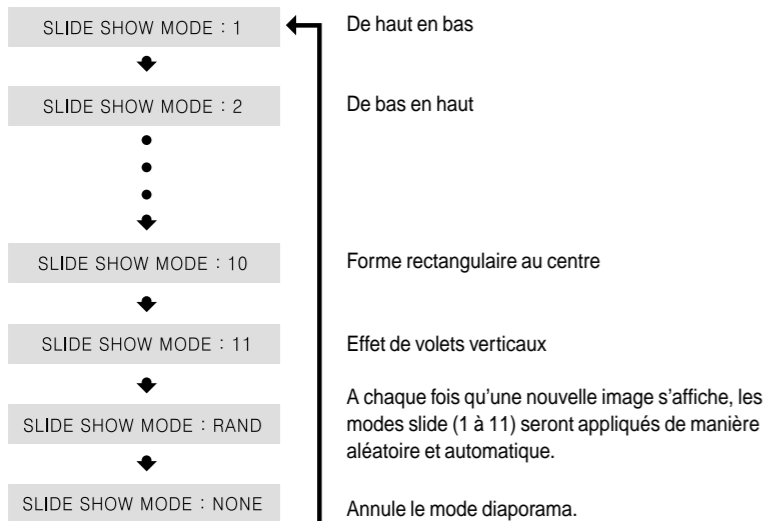 SLIDE SHOW MODE : 1
De haut en bas
SLIDE SHOW MODE : 2
De bas en haut
SLIDE SHOW MODE : 10
Forme rectangulaire au centre
SLIDE SHOW MODE : 11
Effet de volets verticaux
SLIDE SHOW MODE : RAND
A chaque fois qu'une nouvelle image s'affiche, les
modes slide (1 à 11) seront appliqués de manière
aléatoire et automatique.
SLIDE SHOW MODE : NONE
Annule le mode diaporama.